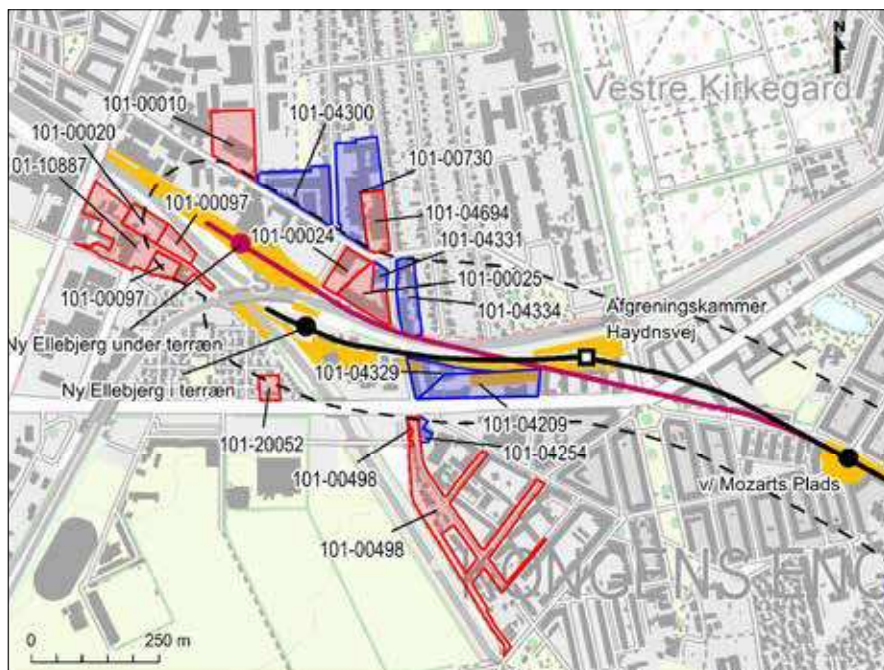 Vestre Kirkegard
N
101-00010
101-04300
101-00020
01-10887
101-00097
101-00730
101-04694
101-00024
101-04331
101-00025
101-00097
101-04334
Afgreningskammer
Haydnsvej
Ny Ellebjerg under terræn
Ny Ellebjerg i terræn
101-04329
101-20052
101-04209
101-00498
101-04254
v/ Mozarts Plads
101-00498
ONGENS ENG
0 250 m